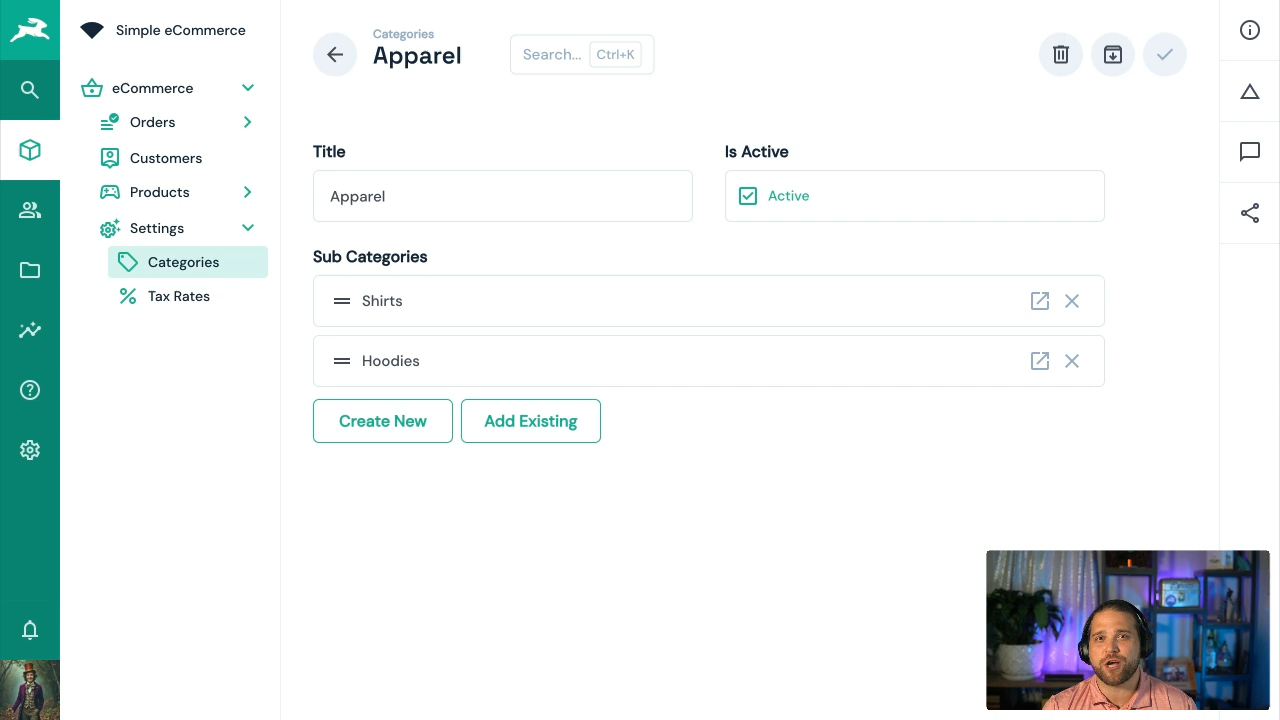 Simple eCommerce
eCommerce
Orders
Customers
Products
Settings
Categories
Tax Rates
Categories
Apparel
Search... Ctrl+K
Title
Apparel
Is Active
Active
Sub Categories
Shirts
Hoodies
Create New
Add Existing